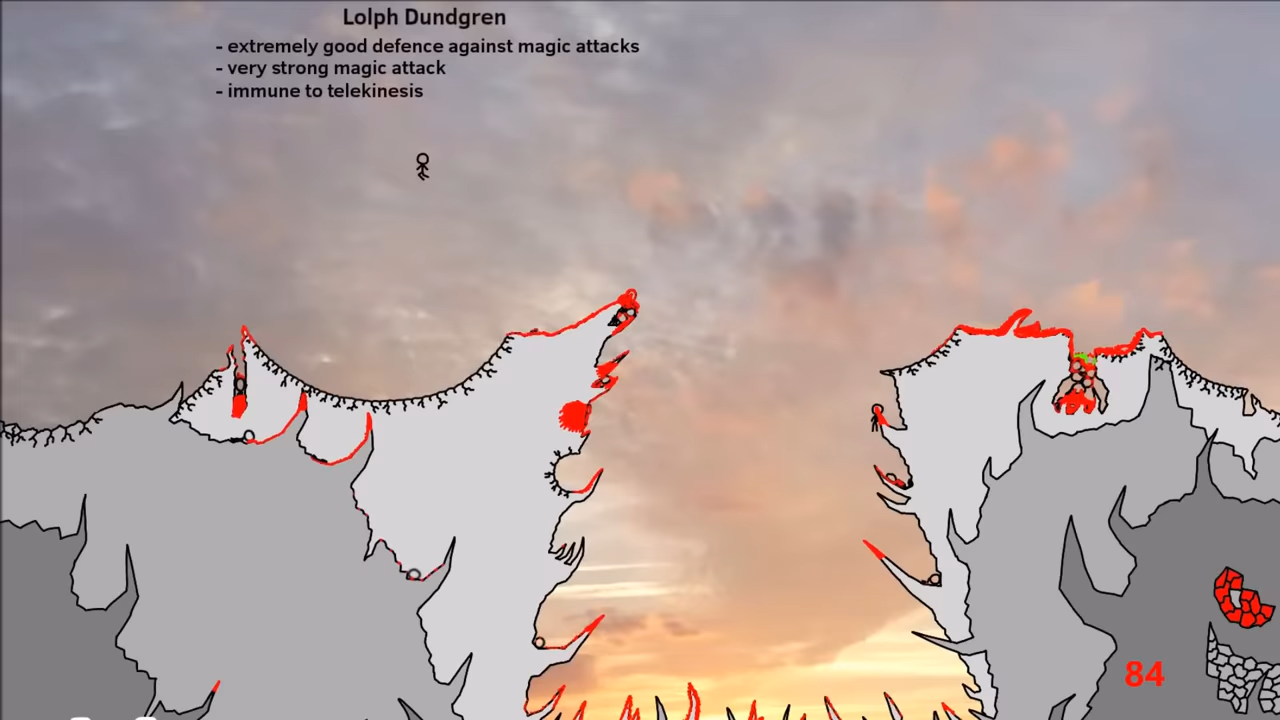 Lolph Dundgren
- extremely good defence against magic attacks
- very strong magic attack
- immune to telekinesis
84